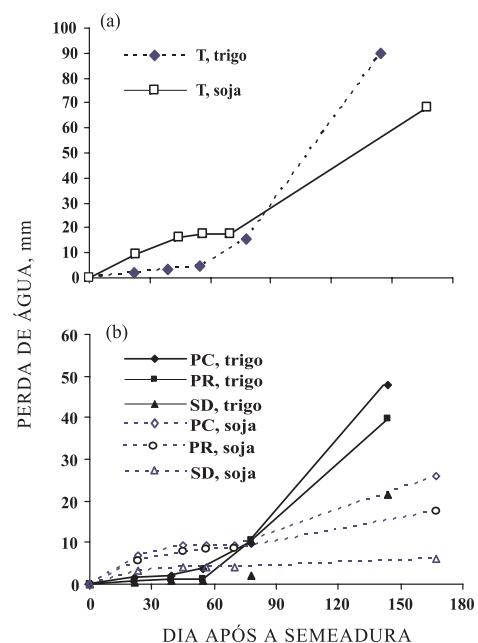 (a)
100
90
80
70
60
50
40
30
20
10
0
T, trigo
T, soja
PERDA DE ÁGUA, mm
(b)
60
50
40
30
20
10
0
PC, trigo
PR, trigo
SD, trigo
PC, soja
PR, soja
SD, soja
0 30 60 90 120 150 180
DIA APÓS A SEMEADURA